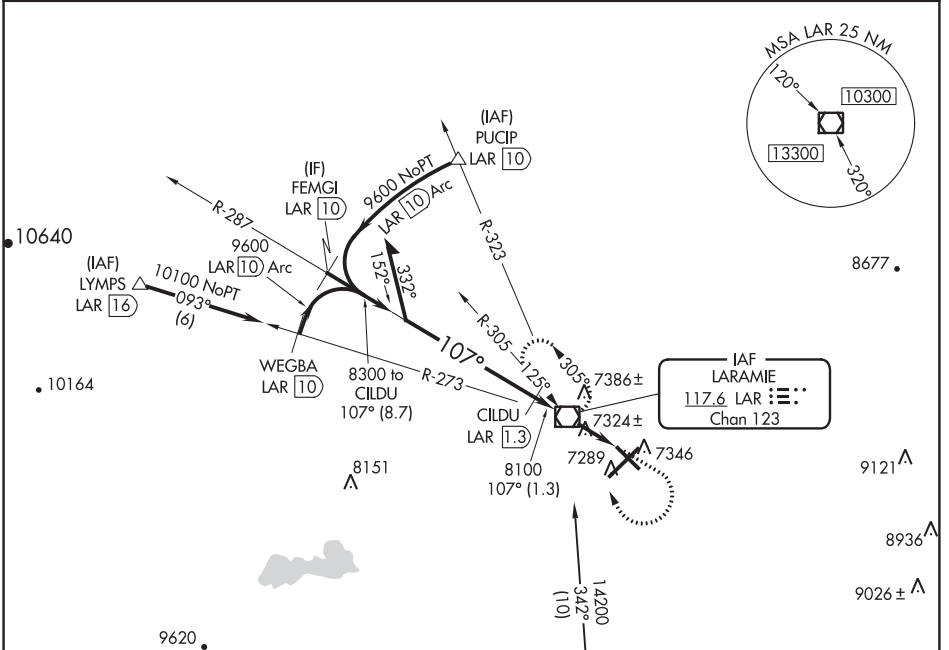 MSA LAR 25 NM
120°
10300
13300
320°
(IAF)
PUCIP
LAR 10
(IF)
FEMGI
LAR 10
9600 NoPT
LAR 10 Arc
R-287
R-323
10640
9600
LAR 10 Arc
(IAF)
LYMPS
LAR 16
10100 NoPT
093°
(6)
152°
332°
8677
R-305
125°
305°
107°
7386±
IAF
LARAMIE
117.6 LAR
Chan 123
WEGBA
LAR 10
8300 to
CILDU
107° (8.7)
R-273
10164
CILDU
LAR 1.3
7324±
7289
7346
8100
107° (1.3)
8151
9121
8936
14200
342°
(10)
9026±
9620